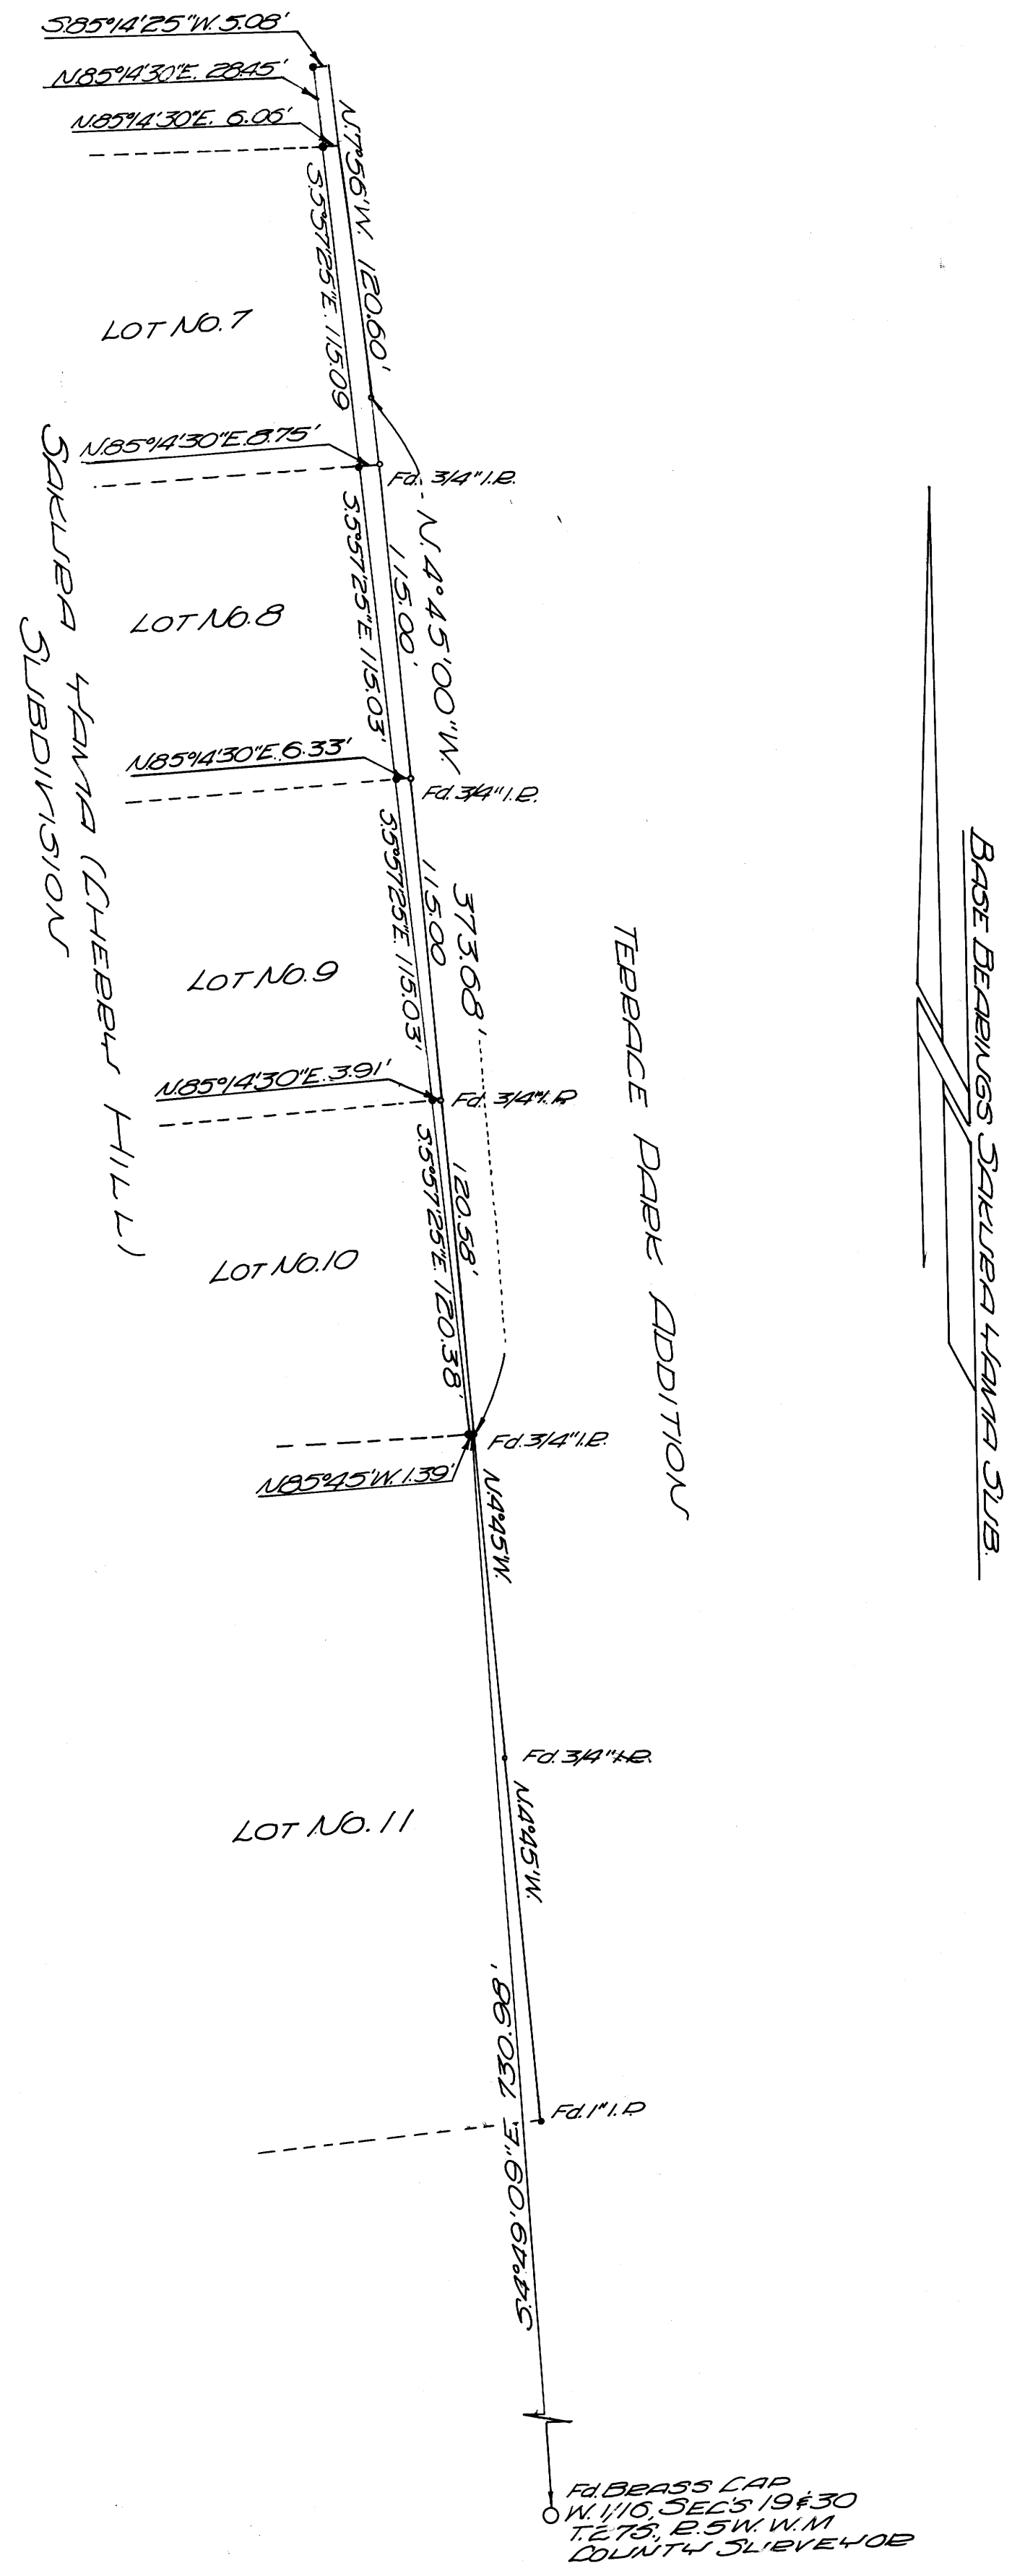 S.85°14'25"W. 5.08'
N.85°14'30"E. 28.45'
N.85°14'30"E. 6.06'
N.7°56'W. 120.60'
S.5°57'25"E. 115.09
LOT NO. 7
N.85°14'30"E. 8.75'
Fd. 3/4" I.P.
N. 4° 45' 00" W.
373.68'
S.5°57'25"E. 115.03'
115.00'
LOT NO. 8
N.85°14'30"E. 6.33'
Fd. 3/4" I.P.
S.5°57'25"E. 115.03'
115.00
LOT NO. 9
N.85°14'30"E. 3.91'
Fd. 3/4" I.P
S.5°57'25"E. 120.38'
120.58'
LOT NO. 10
SAKURA YAMA (CHERRY HILL)
SUBDIVISION
TERRACE PARK ADDITION
BASE BEARINGS SAKURA YAMA SUB.
Fd. 3/4" I.P.
N.85°45'W. 1.39'
N.4°45'W.
Fd. 3/4" I.P.
N.4°45'W.
LOT NO. 11
S.4°49'09"E. 730.98'
Fd. 1" I.P
Fd. BRASS CAP
W. 1/16, SEC'S 19 & 30
T.27S., R.5W. W.M
COUNTY SURVEYOR